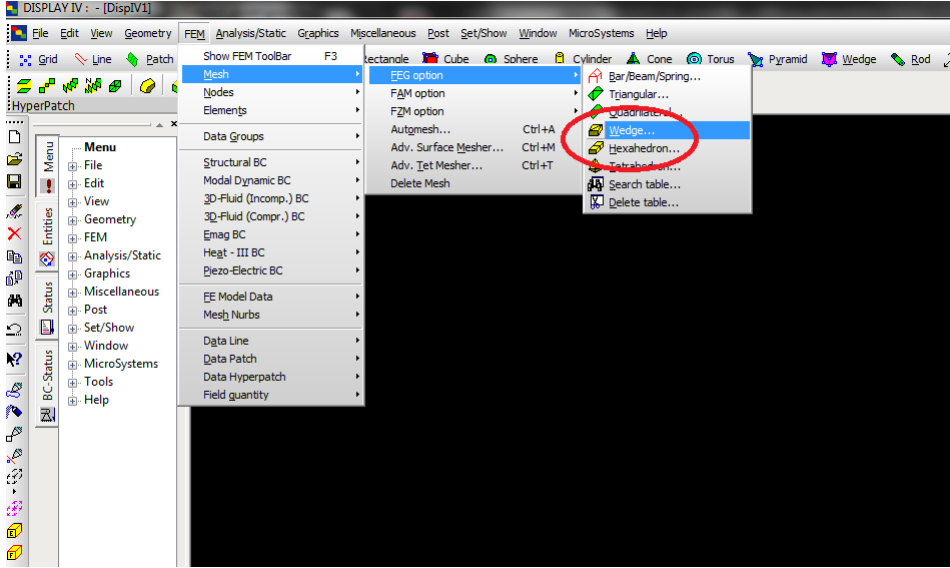 DISPLAY IV : - [DispIV1]
File Edit View Geometry FEM Analysis/Static Graphics Miscellaneous Post Set/Show Window MicroSystems Help
Grid Line Patch
ectangle Cube Sphere Cylinder Cone Torus Pyramid Wedge Rod
HyperPatch
Show FEM ToolBar F3
Mesh
Nodes
Elements
Data Groups
Structural BC
Modal Dynamic BC
3D-Fluid (Incomp.) BC
3D-Fluid (Compr.) BC
Emag BC
Heat - III BC
Piezo-Electric BC
FE Model Data
Mesh Nurbs
Data Line
Data Patch
Data Hyperpatch
Field quantity
FEG option
FAM option
FZM option
Automesh... Ctrl+A
Adv. Surface Mesher... Ctrl+M
Adv. Tet Mesher... Ctrl+T
Delete Mesh
Bar/Beam/Spring...
Triangular...
Quadrilateral...
Wedge...
Hexahedron...
Tetrahedron...
Search table...
Delete table...
Menu
Entities
Status
BC-Status
Menu
File
Edit
View
Geometry
FEM
Analysis/Static
Graphics
Miscellaneous
Post
Set/Show
Window
MicroSystems
Tools
Help
E
F